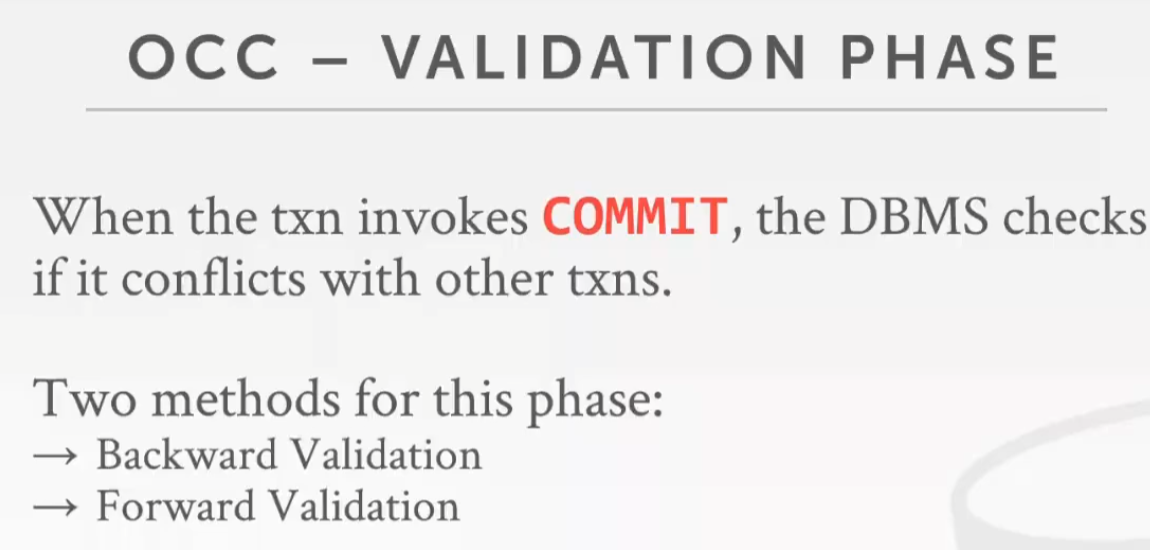 OCC – VALIDATION PHASE
When the txn invokes COMMIT, the DBMS checks
if it conflicts with other txns.
Two methods for this phase:
→ Backward Validation
→ Forward Validation